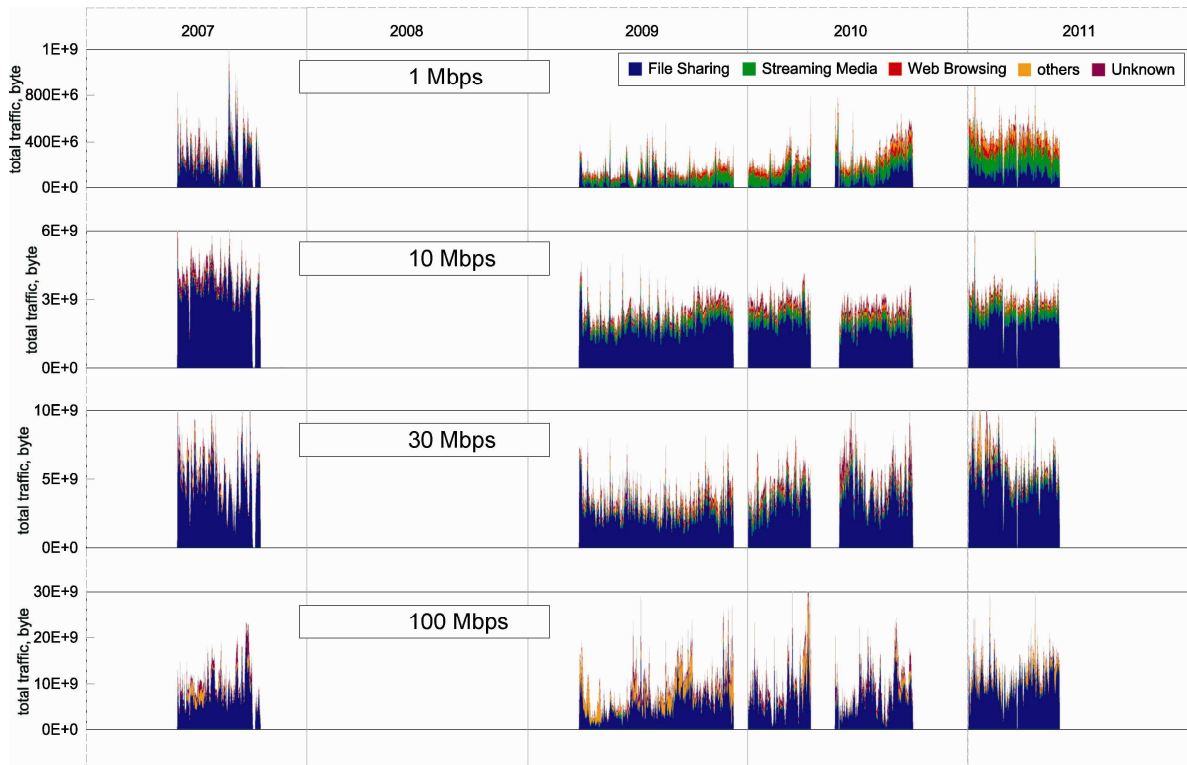 2007 2008 2009 2010 2011
File Sharing Streaming Media Web Browsing others Unknown
1 Mbps
total traffic, byte
1E+9
800E+6
400E+6
0E+0
10 Mbps
total traffic, byte
6E+9
3E+9
0E+0
30 Mbps
total traffic, byte
10E+9
5E+9
0E+0
100 Mbps
total traffic, byte
30E+9
20E+9
10E+9
0E+0